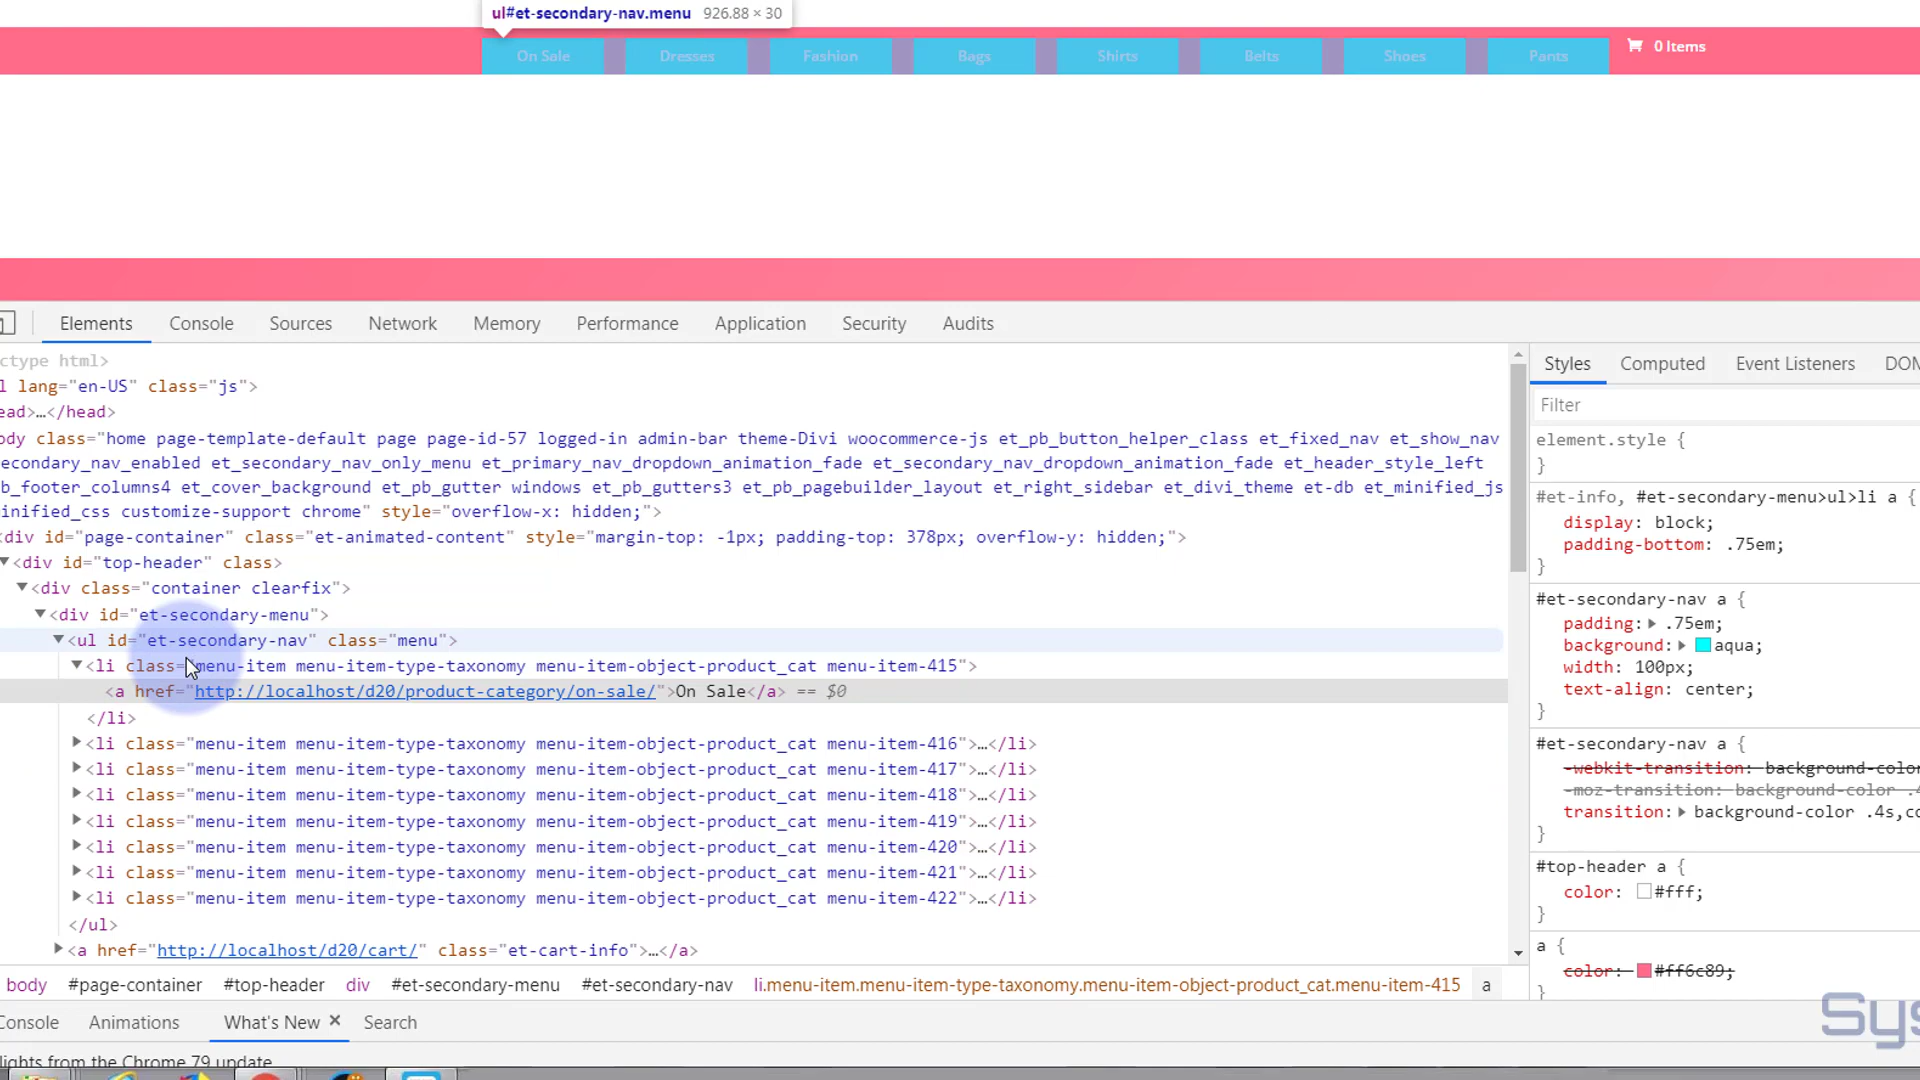 ul#et-secondary-nav.menu 926.88 × 30
On Sale Dresses Fashion Bags Shirts Belts Shoes Pants 0 Items
Elements Console Sources Network Memory Performance Application Security Audits
ctype html>
l lang="en-US" class="js">
ead>…</head>
ody class="home page-template-default page page-id-57 logged-in admin-bar theme-Divi woocommerce-js et_pb_button_helper_class et_fixed_nav et_show_nav
econdary_nav_enabled et_secondary_nav_only_menu et_primary_nav_dropdown_animation_fade et_secondary_nav_dropdown_animation_fade et_header_style_left
b_footer_columns4 et_cover_background et_pb_gutter windows et_pb_gutters3 et_pb_pagebuilder_layout et_right_sidebar et_divi_theme et-db et_minified_js
inified_css customize-support chrome" style="overflow-x: hidden;">
<div id="page-container" class="et-animated-content" style="margin-top: -1px; padding-top: 378px; overflow-y: hidden;">
<div id="top-header" class>
<div class="container clearfix">
<div id="et-secondary-menu">
<ul id="et-secondary-nav" class="menu">
<li class="menu-item menu-item-type-taxonomy menu-item-object-product_cat menu-item-415">
<a href="http://localhost/d20/product-category/on-sale/">On Sale</a> == $0
</li>
<li class="menu-item menu-item-type-taxonomy menu-item-object-product_cat menu-item-416">…</li>
<li class="menu-item menu-item-type-taxonomy menu-item-object-product_cat menu-item-417">…</li>
<li class="menu-item menu-item-type-taxonomy menu-item-object-product_cat menu-item-418">…</li>
<li class="menu-item menu-item-type-taxonomy menu-item-object-product_cat menu-item-419">…</li>
<li class="menu-item menu-item-type-taxonomy menu-item-object-product_cat menu-item-420">…</li>
<li class="menu-item menu-item-type-taxonomy menu-item-object-product_cat menu-item-421">…</li>
<li class="menu-item menu-item-type-taxonomy menu-item-object-product_cat menu-item-422">…</li>
</ul>
<a href="http://localhost/d20/cart/" class="et-cart-info">…</a>
body #page-container #top-header div #et-secondary-menu #et-secondary-nav li.menu-item.menu-item-type-taxonomy.menu-item-object-product_cat.menu-item-415 a
Styles Computed Event Listeners DOM
Filter
element.style {
}
#et-info, #et-secondary-menu>ul>li a {
display: block;
padding-bottom: .75em;
}
#et-secondary-nav a {
padding: .75em;
background: aqua;
width: 100px;
text-align: center;
}
#et-secondary-nav a {
-webkit-transition: background-color
-moz-transition: background-color .4
transition: background-color .4s,co
}
#top-header a {
color: #fff;
}
a {
color: #ff6c89;
}
Console Animations What's New × Search
lights from the Chrome 79 update
Sys